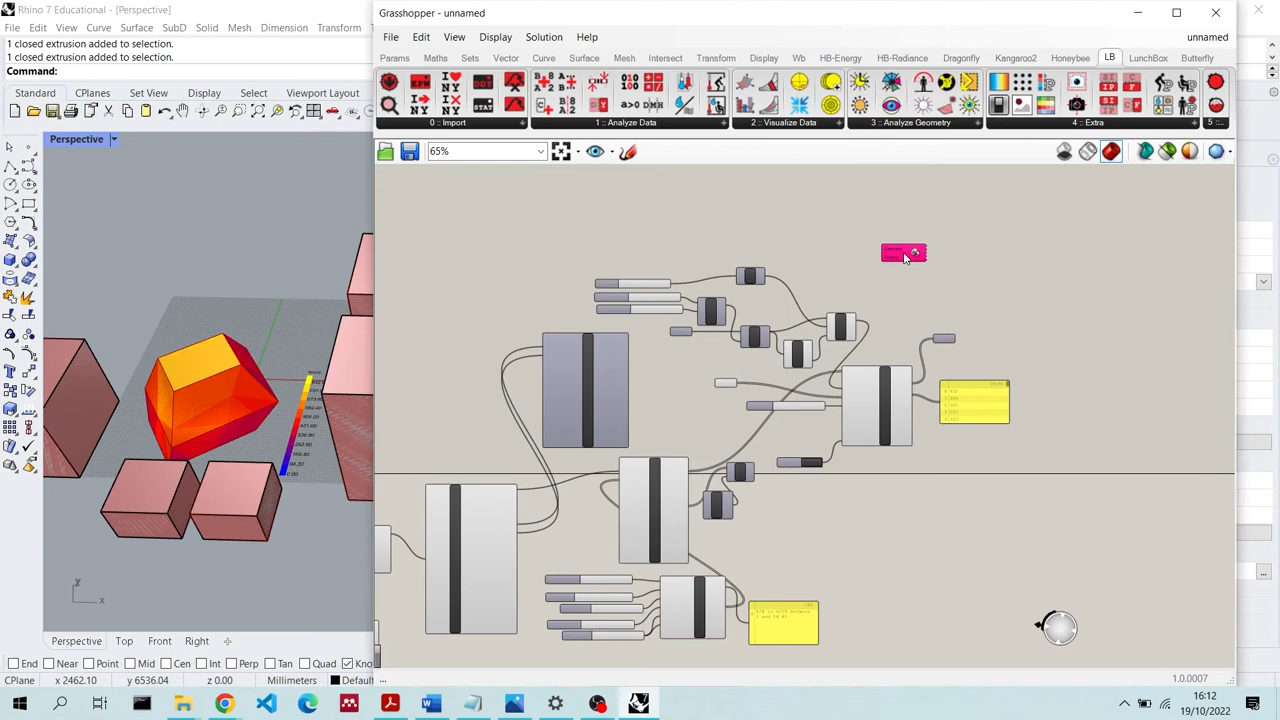 Rhino 7 Educational - [Perspective]
File Edit View Curve Surface SubD Solid Mesh Dimension Transform
1 closed extrusion added to selection.
1 closed extrusion added to selection.
Command:
Standard CPlanes Set View Display Select Viewport Layout
Perspective
hours
0.00
y
x
Perspective Top Front Right
End Near Point Mid Cen Int Perp Tan Quad Kno
CPlane x 2462.10 y 6536.04 z 0.00 Millimeters Default
Grasshopper - unnamed
File Edit View Display Solution Help unnamed
Params Maths Sets Vector Curve Surface Mesh Intersect Transform Display Wb HB-Energy HB-Radiance Dragonfly Kangaroo2 Honeybee LB LunchBox Butterfly
0 :: Import 1 :: Analyze Data 2 :: Visualize Data 3 :: Analyze Geometry 4 :: Extra 5 ::
65%
... 1.0.0007
16:12
19/10/2022